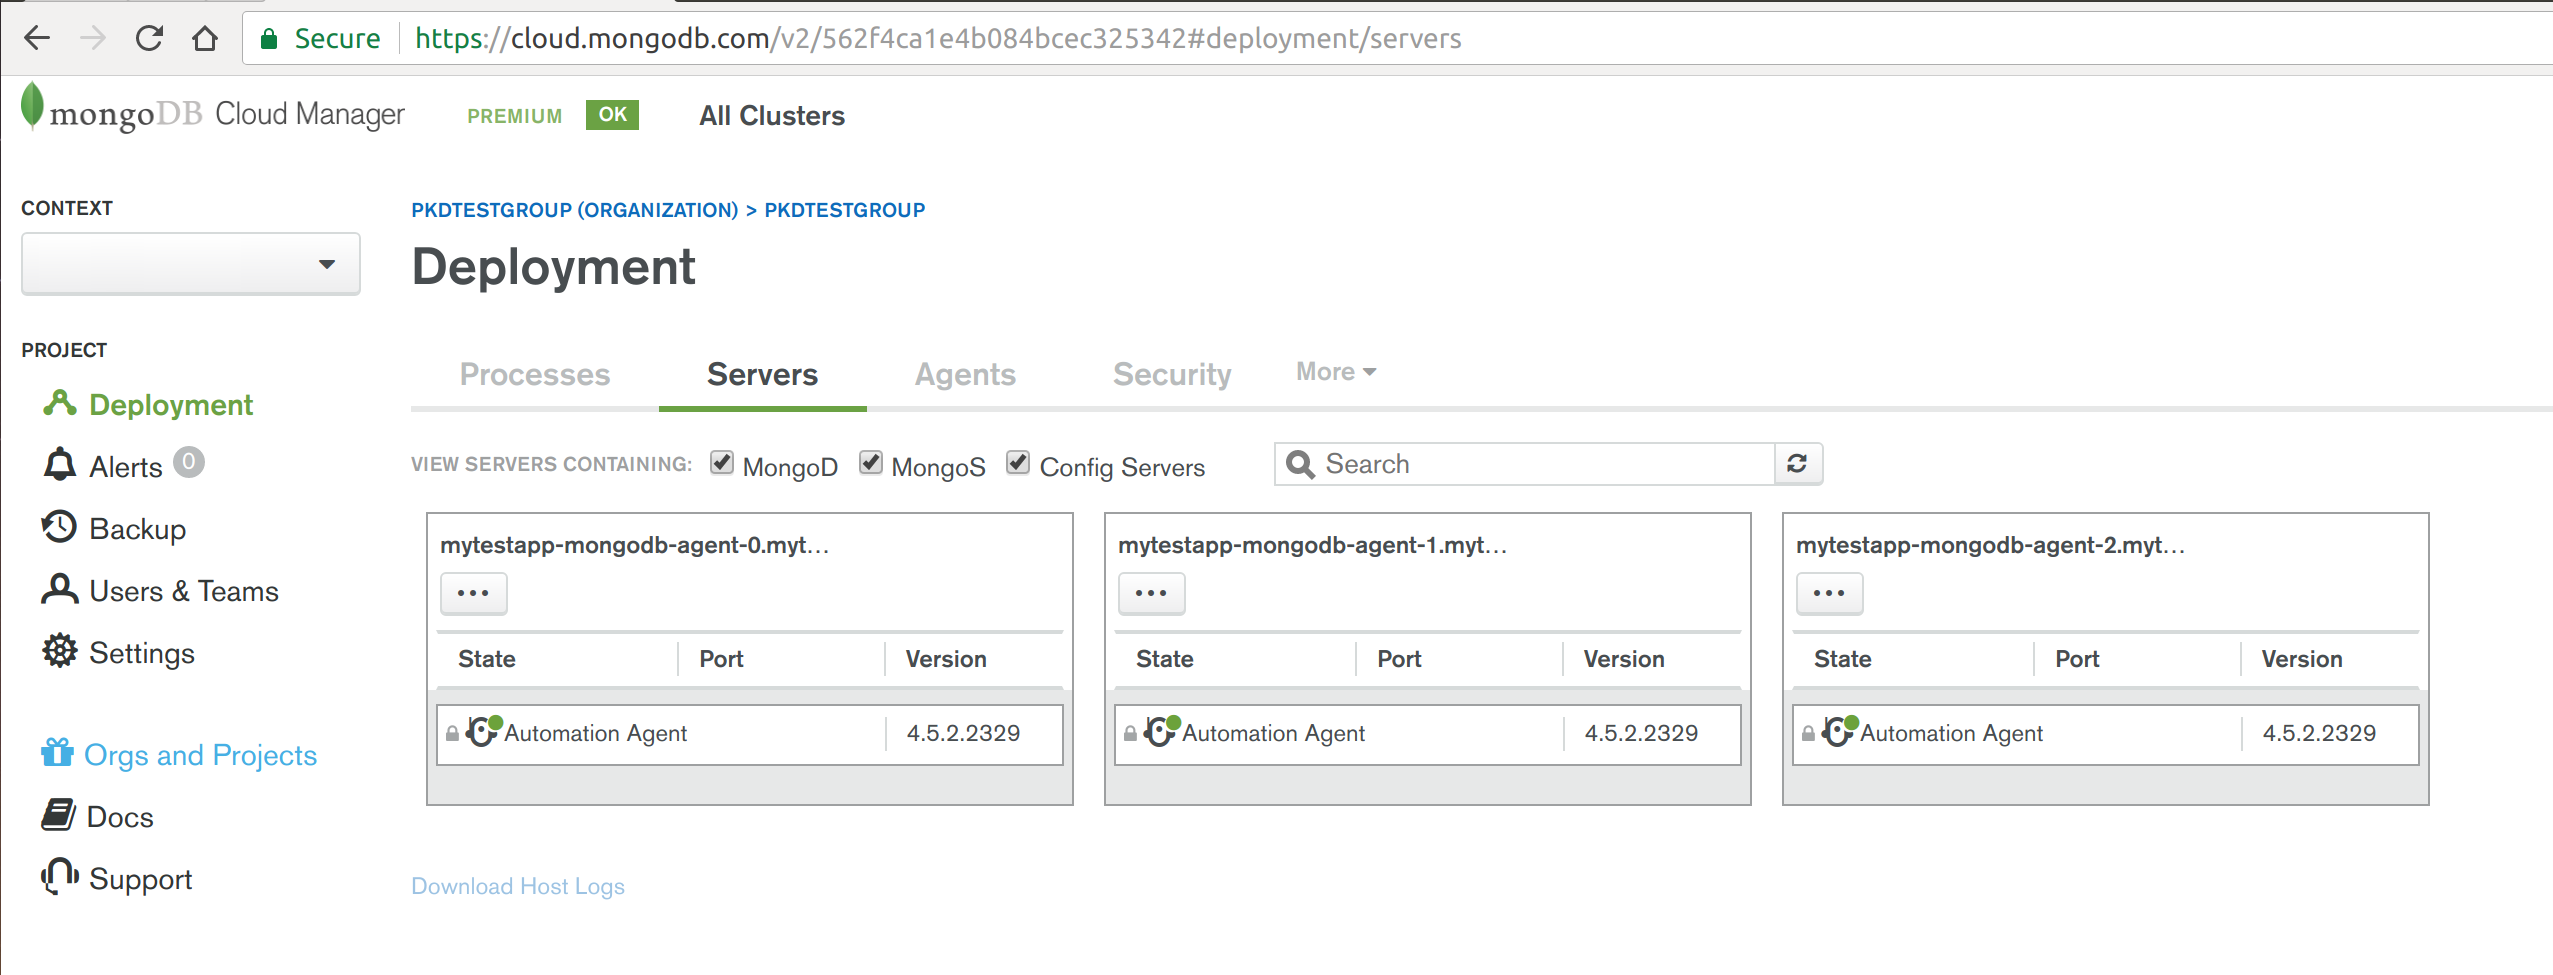 Secure https://cloud.mongodb.com/v2/562f4ca1e4b084bcec325342#deployment/servers
mongoDB Cloud Manager PREMIUM OK All Clusters
CONTEXT
PROJECT
Deployment
Alerts 0
Backup
Users & Teams
Settings
Orgs and Projects
Docs
Support
PKDTESTGROUP (ORGANIZATION) > PKDTESTGROUP
Deployment
Processes Servers Agents Security More
VIEW SERVERS CONTAINING: MongoD MongoS Config Servers Search
mytestapp-mongodb-agent-0.myt...
State Port Version
Automation Agent 4.5.2.2329
mytestapp-mongodb-agent-1.myt...
State Port Version
Automation Agent 4.5.2.2329
mytestapp-mongodb-agent-2.myt...
State Port Version
Automation Agent 4.5.2.2329
Download Host Logs